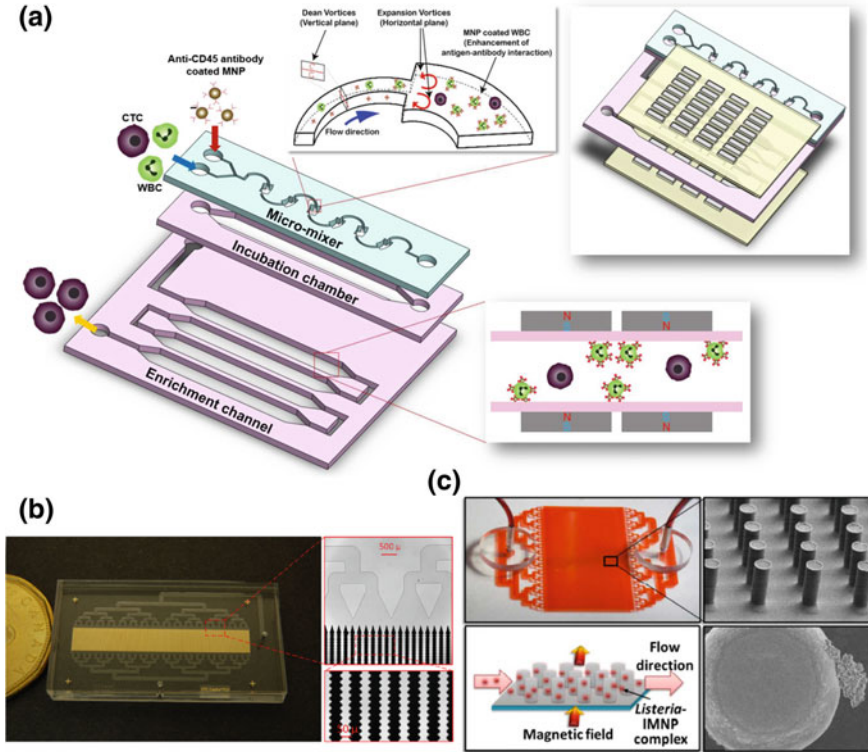 (a)
Dean Vortices
(Vertical plane)
Expansion Vortices
(Horizontal plane)
MNP coated WBC
(Enhancement of
antigen-antibody
interaction)
Flow direction
Anti-CD45 antibody
coated MNP
CTC
WBC
Micro-mixer
Incubation chamber
Enrichment channel
N
N
N
N
(b)
CANADA
500 μ
50 μ
(c)
Flow
direction
Listeria-
IMNP
complex
Magnetic field